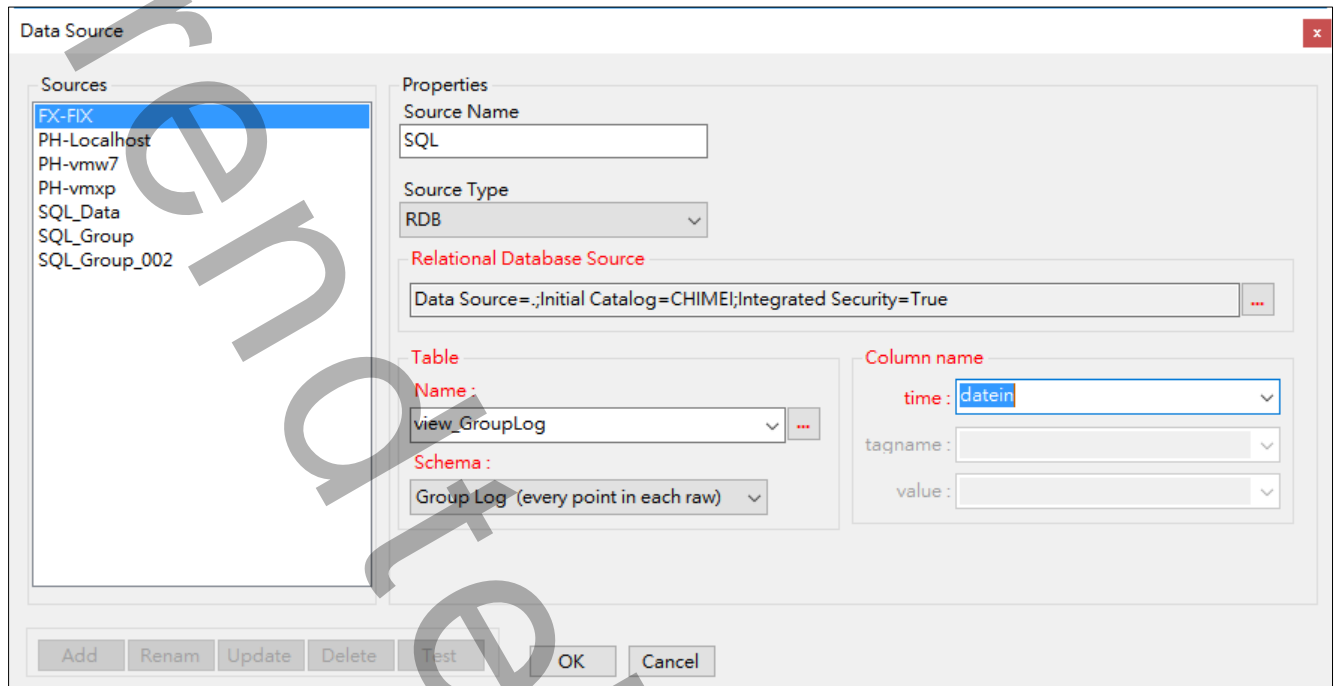 Data Source
x
Sources
FX-FIX
PH-Localhost
PH-vmw7
PH-vmxp
SQL_Data
SQL_Group
SQL_Group_002
Properties
Source Name
SQL
Source Type
RDB
Relational Database Source
Data Source=.;Initial Catalog=CHIMEI;Integrated Security=True
...
Table
Name :
view_GroupLog
...
Schema :
Group Log (every point in each raw)
Column name
time : datein
tagname :
value :
Add Renam Update Delete Test OK Cancel